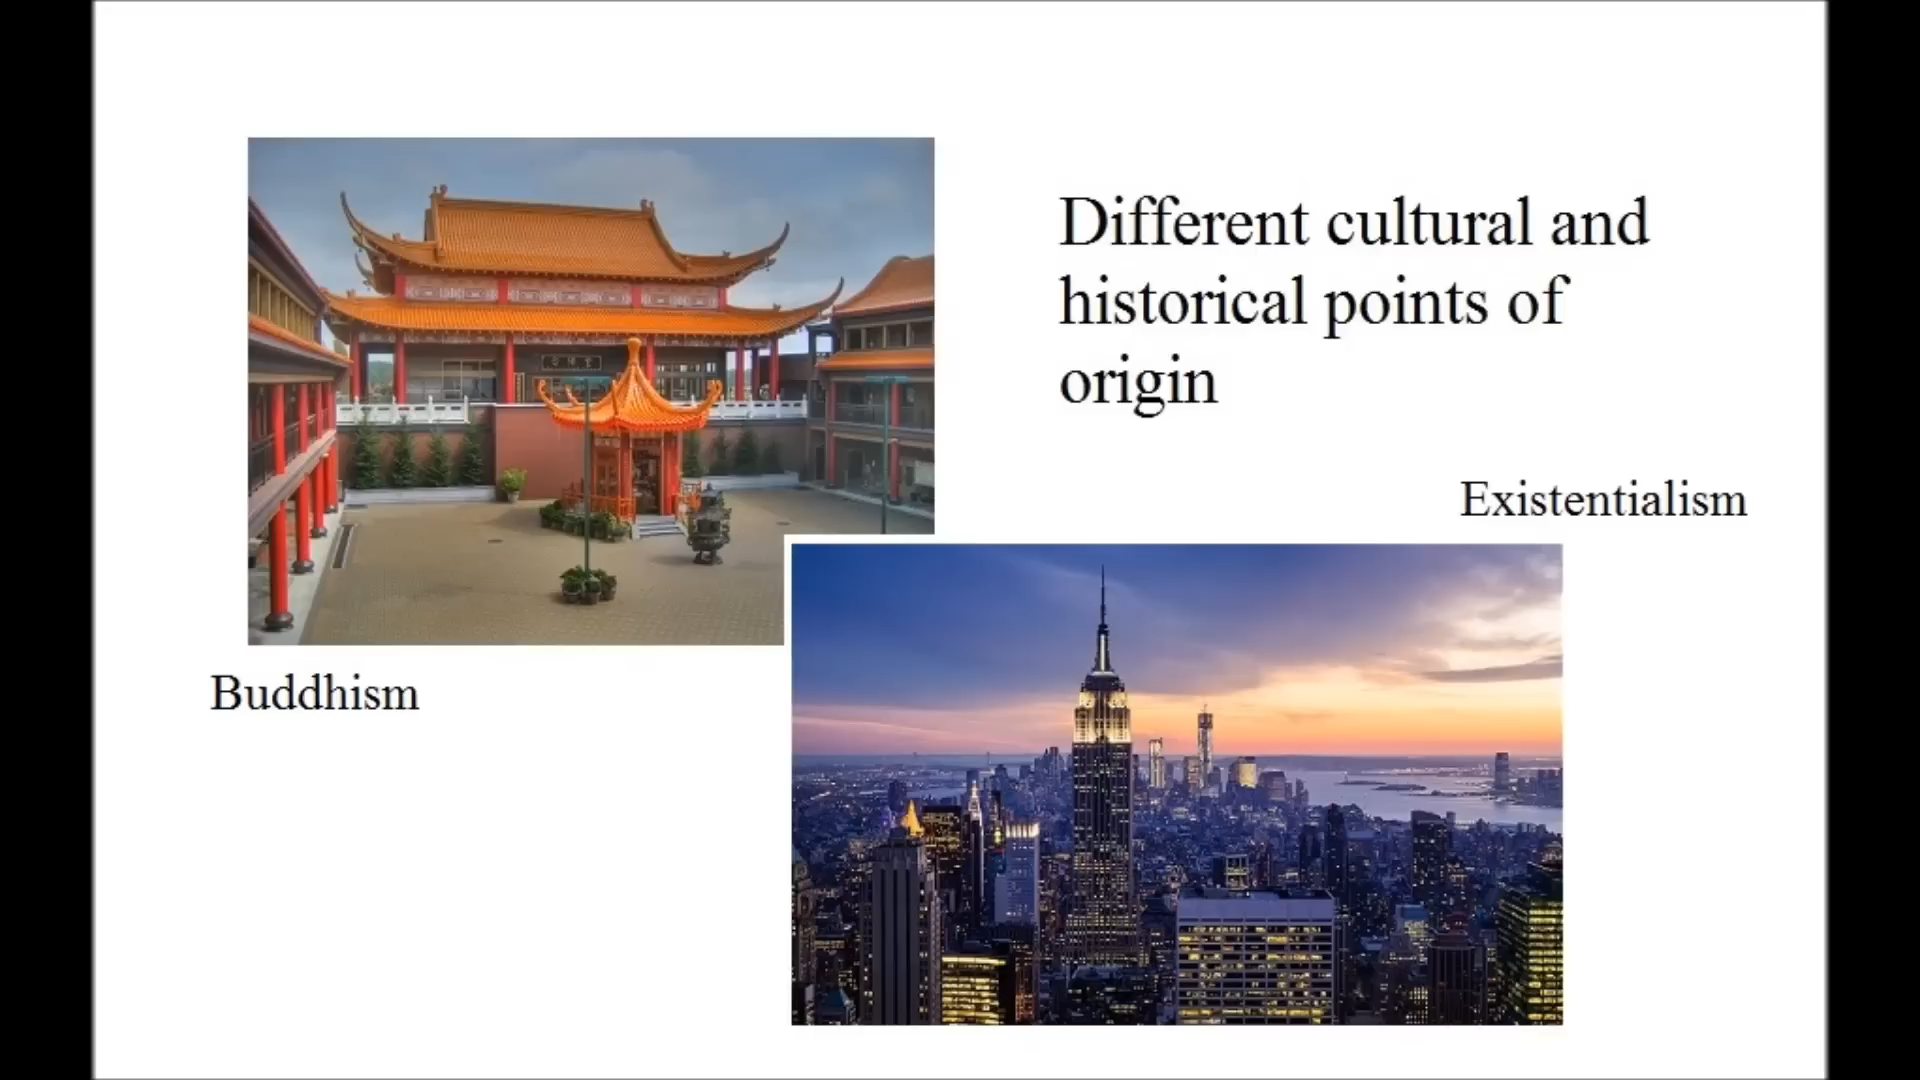 Different cultural and
historical points of
origin
Existentialism
Buddhism